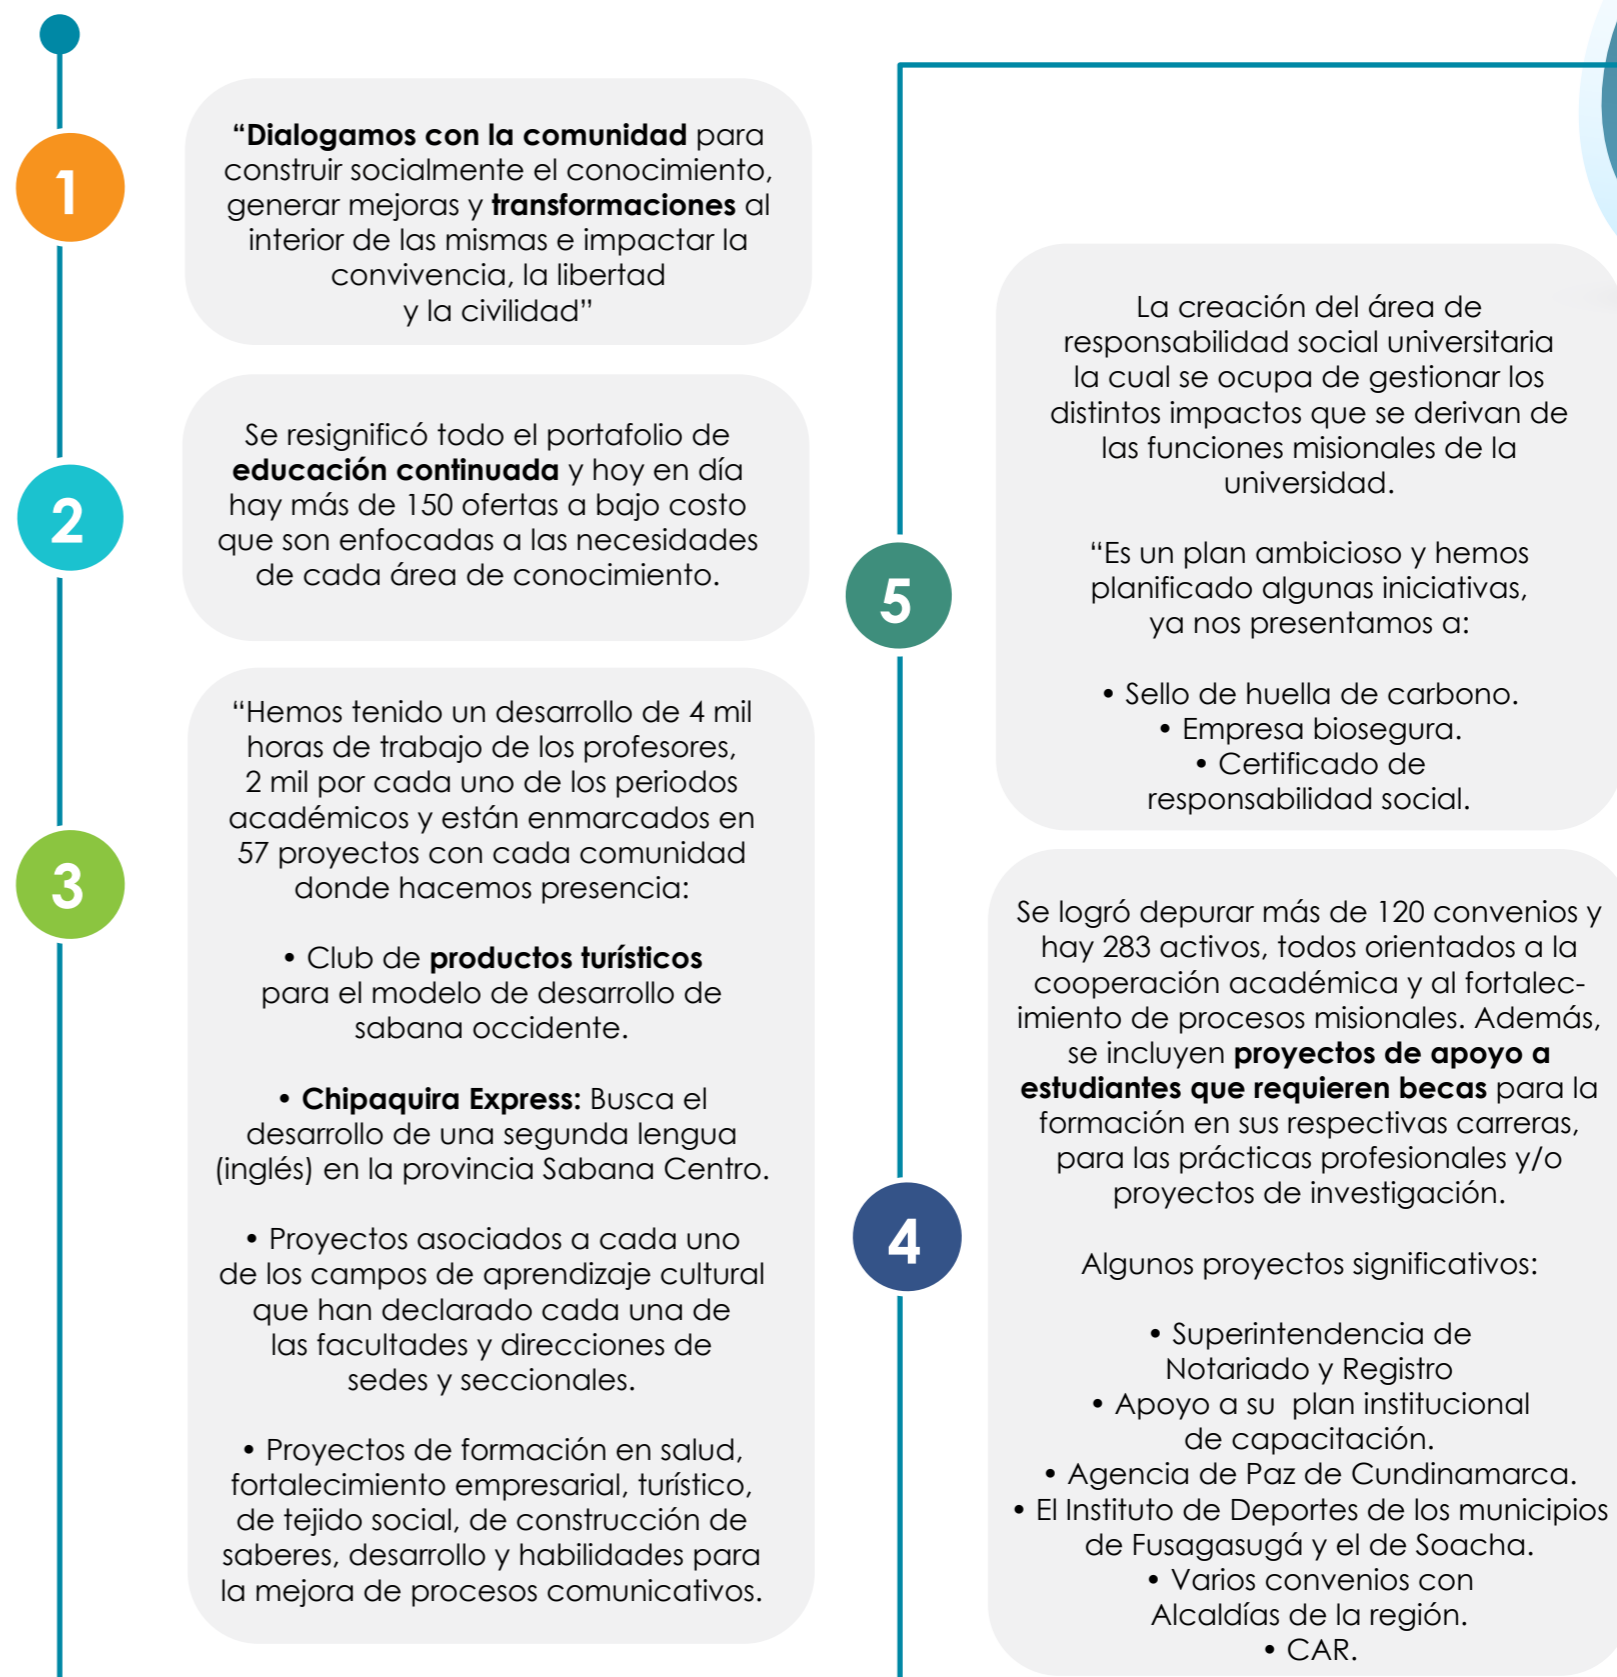 1
“Dialogamos con la comunidad para
construir socialmente el conocimiento,
generar mejoras y transformaciones al
interior de las mismas e impactar la
convivencia, la libertad
y la civilidad”
2
Se resignificó todo el portafolio de
educación continuada y hoy en día
hay más de 150 ofertas a bajo costo
que son enfocadas a las necesidades
de cada área de conocimiento.
3
“Hemos tenido un desarrollo de 4 mil
horas de trabajo de los profesores,
2 mil por cada uno de los periodos
académicos y están enmarcados en
57 proyectos con cada comunidad
donde hacemos presencia:
• Club de productos turísticos
para el modelo de desarrollo de
sabana occidente.
• Chipaquira Express: Busca el
desarrollo de una segunda lengua
(inglés) en la provincia Sabana Centro.
• Proyectos asociados a cada uno
de los campos de aprendizaje cultural
que han declarado cada una de
las facultades y direcciones de
sedes y seccionales.
• Proyectos de formación en salud,
fortalecimiento empresarial, turístico,
de tejido social, de construcción de
saberes, desarrollo y habilidades para
la mejora de procesos comunicativos.
5
La creación del área de
responsabilidad social universitaria
la cual se ocupa de gestionar los
distintos impactos que se derivan de
las funciones misionales de la
universidad.
“Es un plan ambicioso y hemos
planificado algunas iniciativas,
ya nos presentamos a:
• Sello de huella de carbono.
• Empresa biosegura.
• Certificado de
responsabilidad social.
4
Se logró depurar más de 120 convenios y
hay 283 activos, todos orientados a la
cooperación académica y al fortalec-
imiento de procesos misionales. Además,
se incluyen proyectos de apoyo a
estudiantes que requieren becas para la
formación en sus respectivas carreras,
para las prácticas profesionales y/o
proyectos de investigación.
Algunos proyectos significativos:
• Superintendencia de
Notariado y Registro
• Apoyo a su  plan institucional
de capacitación.
• Agencia de Paz de Cundinamarca.
• El Instituto de Deportes de los municipios
de Fusagasugá y el de Soacha.
• Varios convenios con
Alcaldías de la región.
• CAR.